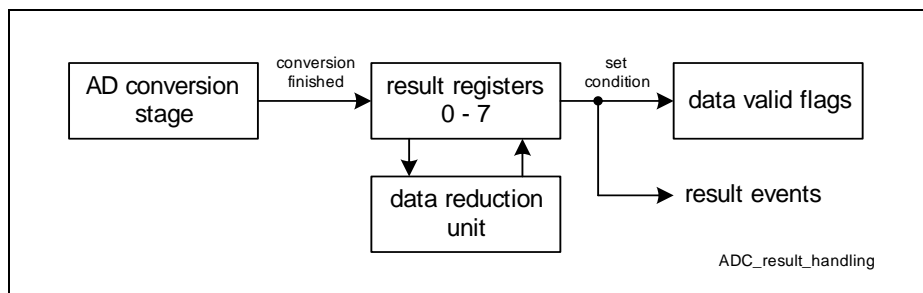 AD conversion
stage
conversion
finished
result registers
0 - 7
set
condition
data valid flags
data reduction
unit
result events
ADC_result_handling